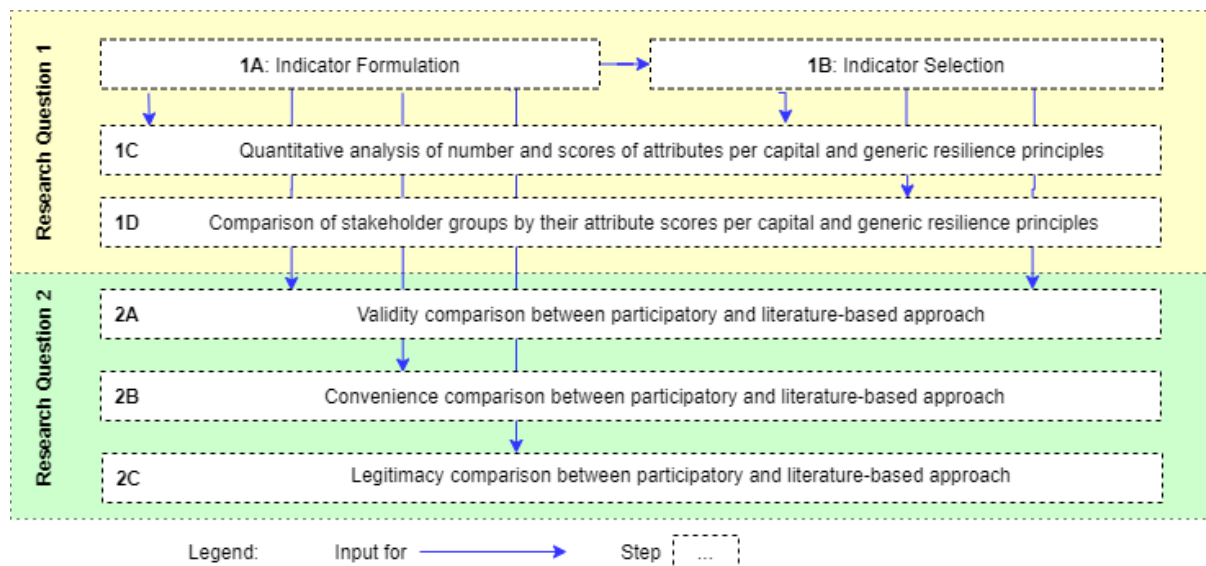 Research Question 1
1A: Indicator Formulation
1B: Indicator Selection
1C Quantitative analysis of number and scores of attributes per capital and generic resilience principles
1D Comparison of stakeholder groups by their attribute scores per capital and generic resilience principles
Research Question 2
2A Validity comparison between participatory and literature-based approach
2B Convenience comparison between participatory and literature-based approach
2C Legitimacy comparison between participatory and literature-based approach
Legend: Input for Step ...